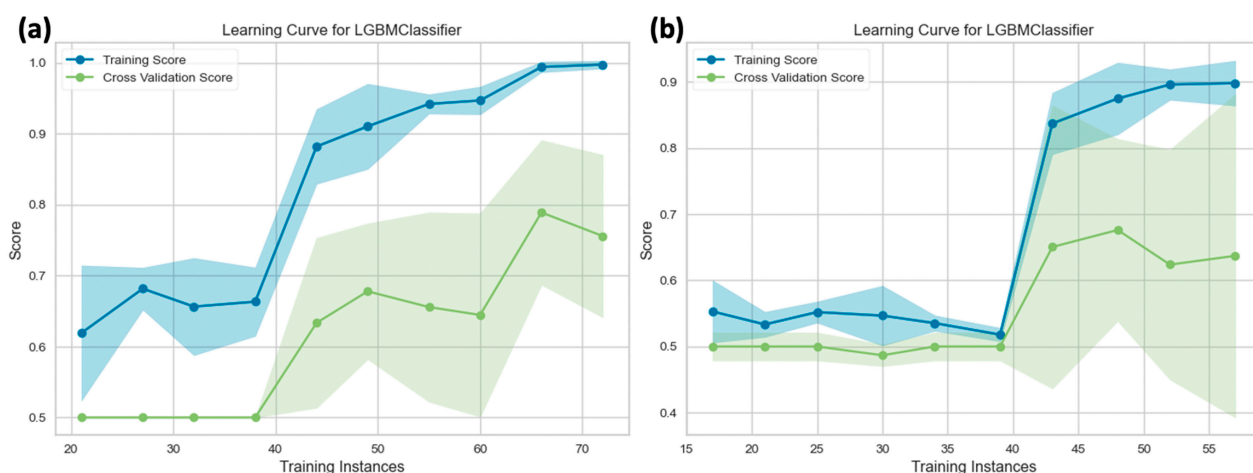 (a)
Learning Curve for LGBMClassifier
Training Score
Cross Validation Score
Score
1.0
0.9
0.8
0.7
0.6
0.5
20 30 40 50 60 70
Training Instances
(b)
Learning Curve for LGBMClassifier
Training Score
Cross Validation Score
Score
0.9
0.8
0.7
0.6
0.5
0.4
15 20 25 30 35 40 45 50 55
Training Instances